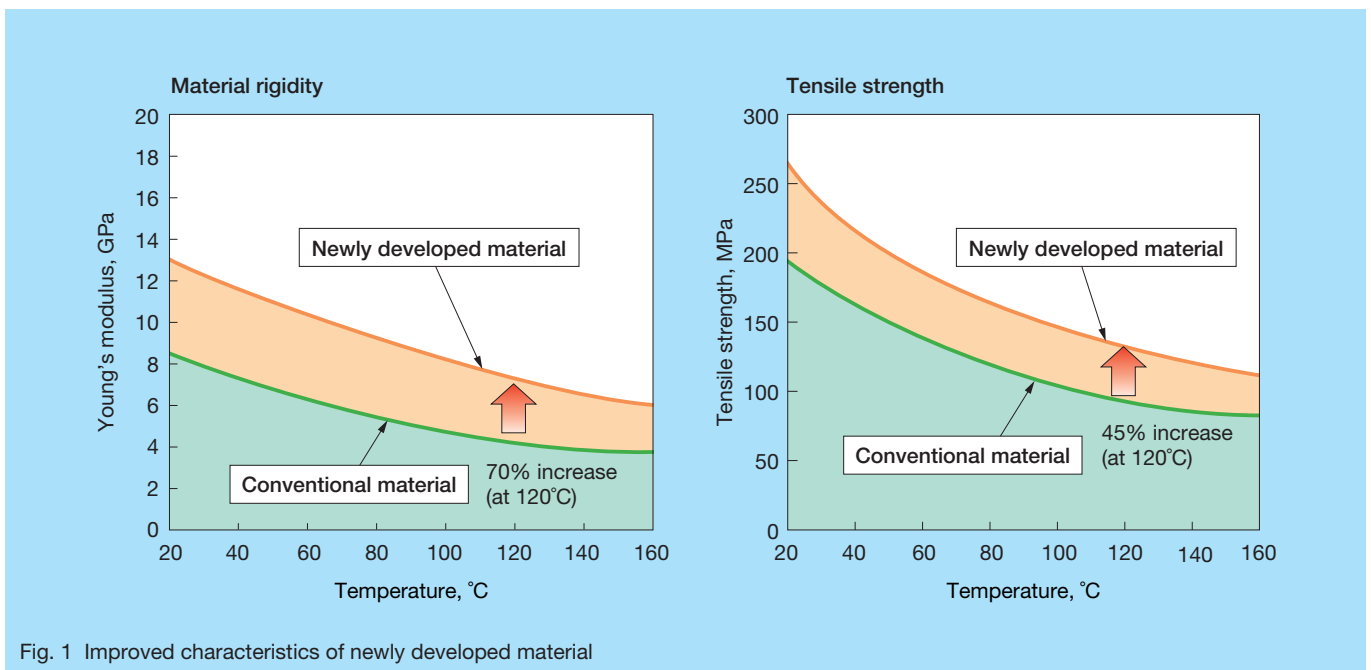 Material rigidity
20
18
16
14
12
10
8
6
4
2
0
Young's modulus, GPa
Newly developed material
Conventional material
70% increase
(at 120°C)
20 40 60 80 100 120 140 160
Temperature, °C
Tensile strength
300
250
200
150
100
50
0
Tensile strength, MPa
Newly developed material
Conventional material
45% increase
(at 120°C)
20 40 60 80 100 120 140 160
Temperature, °C
Fig. 1 Improved characteristics of newly developed material